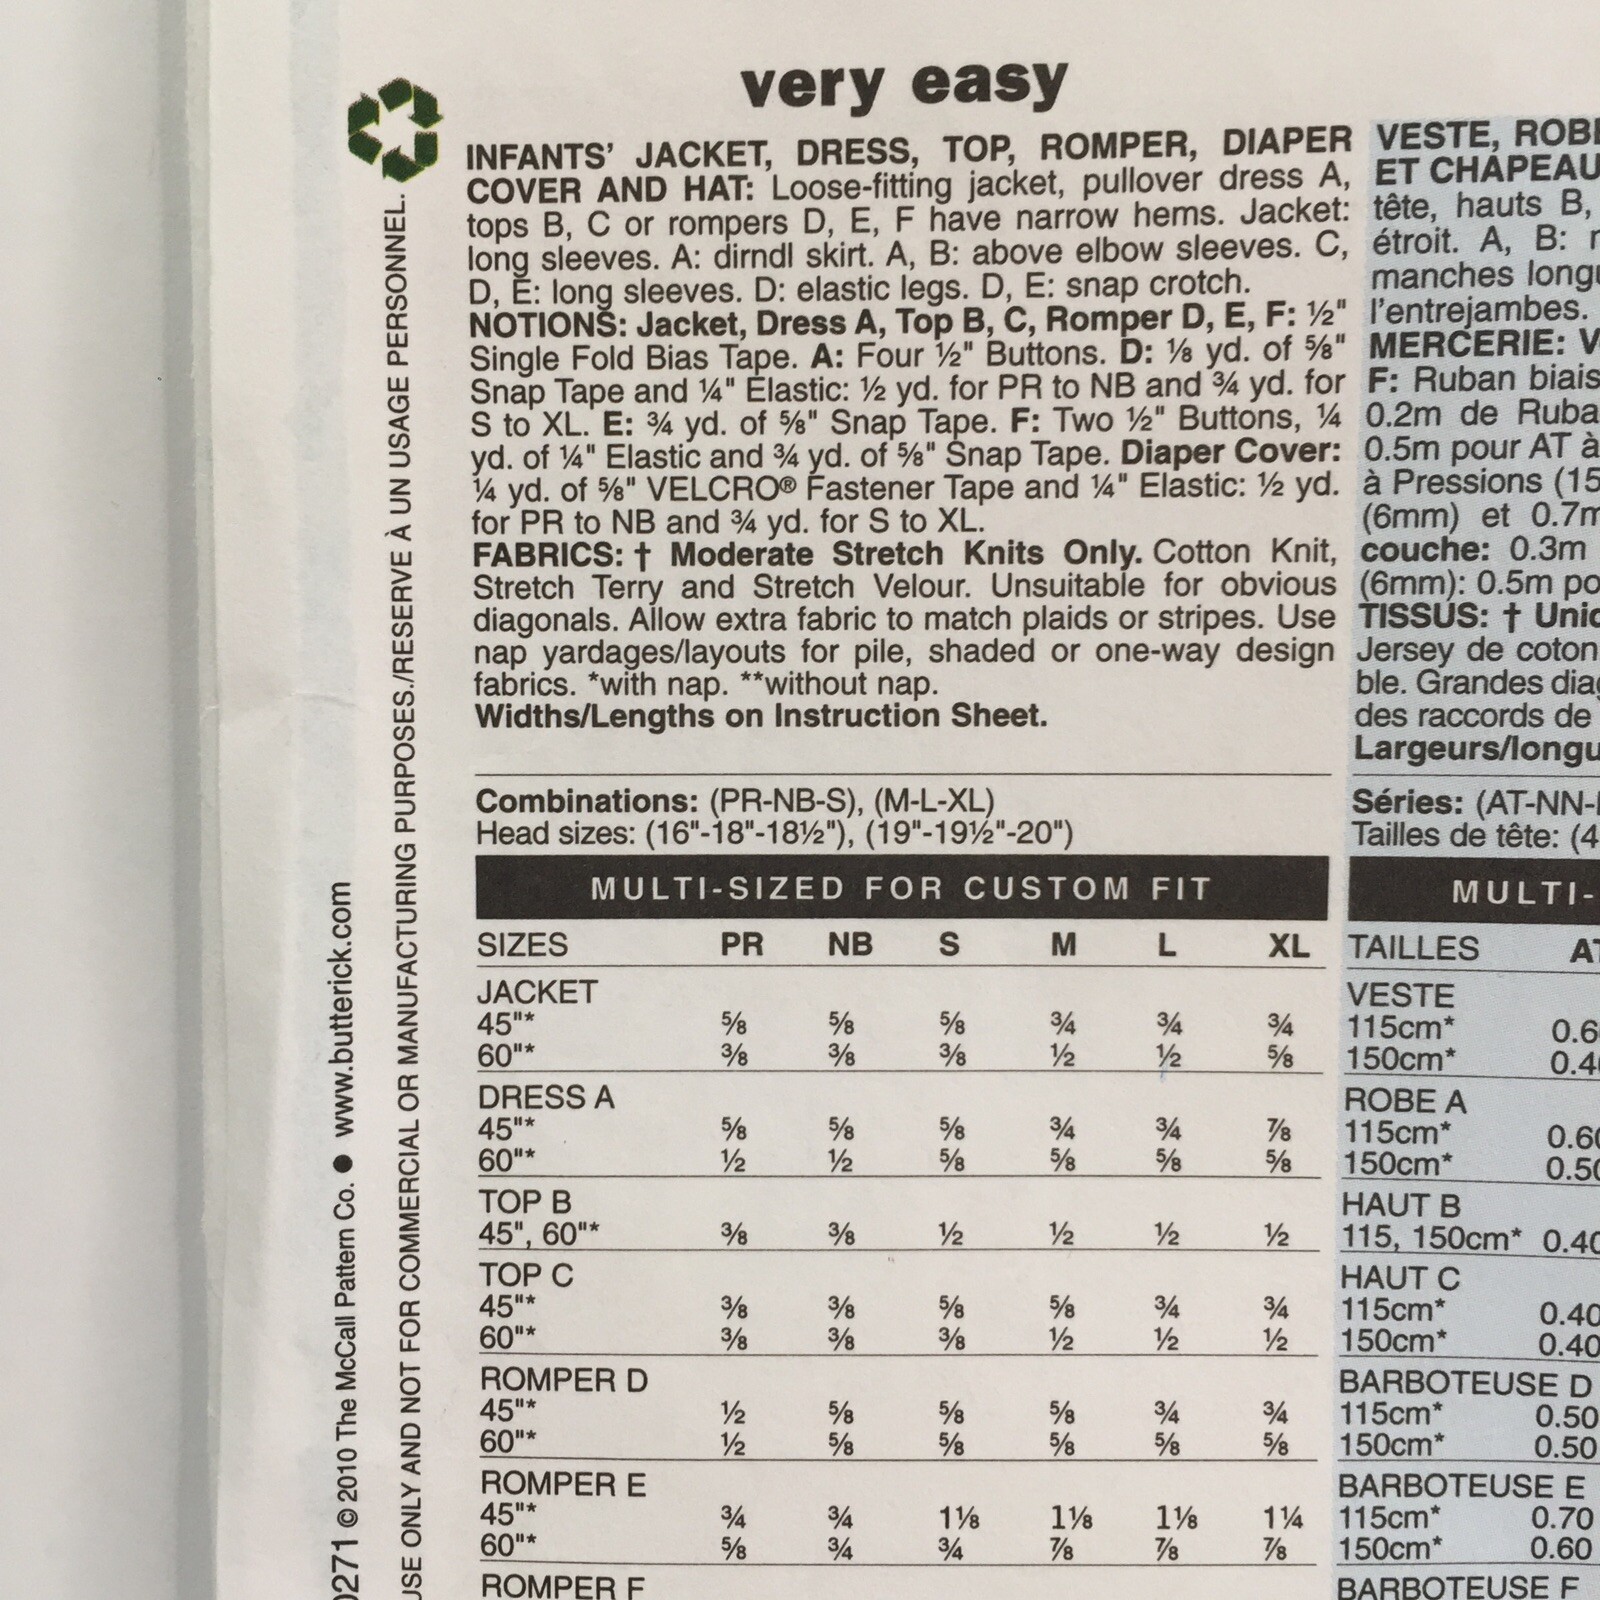 very easy
INFANTS' JACKET, DRESS, TOP, ROMPER, DIAPER
COVER AND HAT: Loose-fitting jacket, pullover dress A,
tops B, C or rompers D, E, F have narrow hems. Jacket:
long sleeves. A: dirndl skirt. A, B: above elbow sleeves. C,
D, E: long sleeves. D: elastic legs. D, E: snap crotch.
NOTIONS: Jacket, Dress A, Top B, C, Romper D, E, F: ½"
Single Fold Bias Tape. A: Four ½" Buttons. D: ⅛ yd. of ⅝"
Snap Tape and ¼" Elastic: ½ yd. for PR to NB and ¾ yd. for
S to XL. E: ¾ yd. of ⅝" Snap Tape. F: Two ½" Buttons, ¼
yd. of ¼" Elastic and ¾ yd. of ⅝" Snap Tape. Diaper Cover:
¼ yd. of ⅝" VELCRO® Fastener Tape and ¼" Elastic: ½ yd.
for PR to NB and ¾ yd. for S to XL.
FABRICS: † Moderate Stretch Knits Only. Cotton Knit,
Stretch Terry and Stretch Velour. Unsuitable for obvious
diagonals. Allow extra fabric to match plaids or stripes. Use
nap yardages/layouts for pile, shaded or one-way design
fabrics. *with nap. **without nap.
Widths/Lengths on Instruction Sheet.
Combinations: (PR-NB-S), (M-L-XL)
Head sizes: (16"-18"-18½"), (19"-19½"-20")
MULTI-SIZED FOR CUSTOM FIT
SIZES PR NB S M L XL
JACKET
45"* ⅝ ⅝ ⅝ ¾ ¾ ¾
60"* ⅜ ⅜ ⅜ ½ ½ ⅝
DRESS A
45"* ⅝ ⅝ ⅝ ¾ ¾ ⅞
60"* ½ ½ ⅝ ⅝ ⅝ ⅝
TOP B
45", 60"* ⅜ ⅜ ½ ½ ½ ½
TOP C
45"* ⅜ ⅜ ⅝ ⅝ ¾ ¾
60"* ⅜ ⅜ ⅜ ½ ½ ½
ROMPER D
45"* ½ ⅝ ⅝ ⅝ ¾ ¾
60"* ½ ⅝ ⅝ ⅝ ⅝ ⅝
ROMPER E
45"* ¾ ¾ 1⅛ 1⅛ 1⅛ 1¼
60"* ⅝ ¾ ¾ ⅞ ⅞ ⅞
ROMPER F
VESTE,
ET CHAPEAU
tête, hauts B,
étroit. A, B:
manches
l'entrejambes.
MERCERIE:
F: Ruban biais
0.2m de
0.5m pour AT à
à Pressions (15
(6mm) et
couche: 0.3m
(6mm): 0.5m
TISSUS: †
Jersey de coton
ble. Grandes
des raccords de
Largeurs/
Séries: (AT-NN-
Tailles de tête: (4
MULTI-
TAILLES AT
VESTE
115cm* 0.6
150cm* 0.4
ROBE A
115cm* 0.60
150cm* 0.50
HAUT B
115, 150cm* 0.40
HAUT C
115cm* 0.40
150cm* 0.40
BARBOTEUSE D
115cm* 0.50
150cm* 0.50
BARBOTEUSE E
115cm* 0.70
150cm* 0.60
BARBOTEUSE F
0271 ©2010 The McCall Pattern Co. ● www.butterick.com
USE ONLY AND NOT FOR COMMERCIAL OR MANUFACTURING PURPOSES./RESERVE À UN USAGE PERSONNEL.